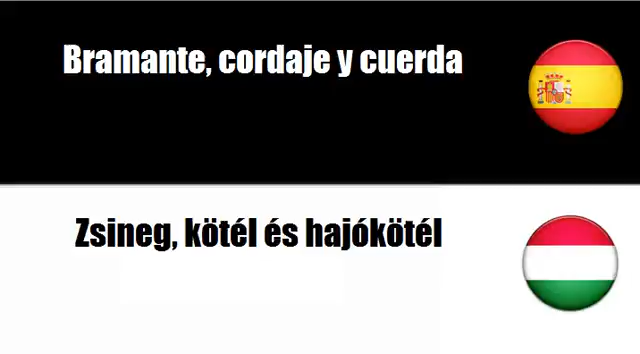 Bramante, cordaje y cuerda
Zsineg, kötél és hajókötél